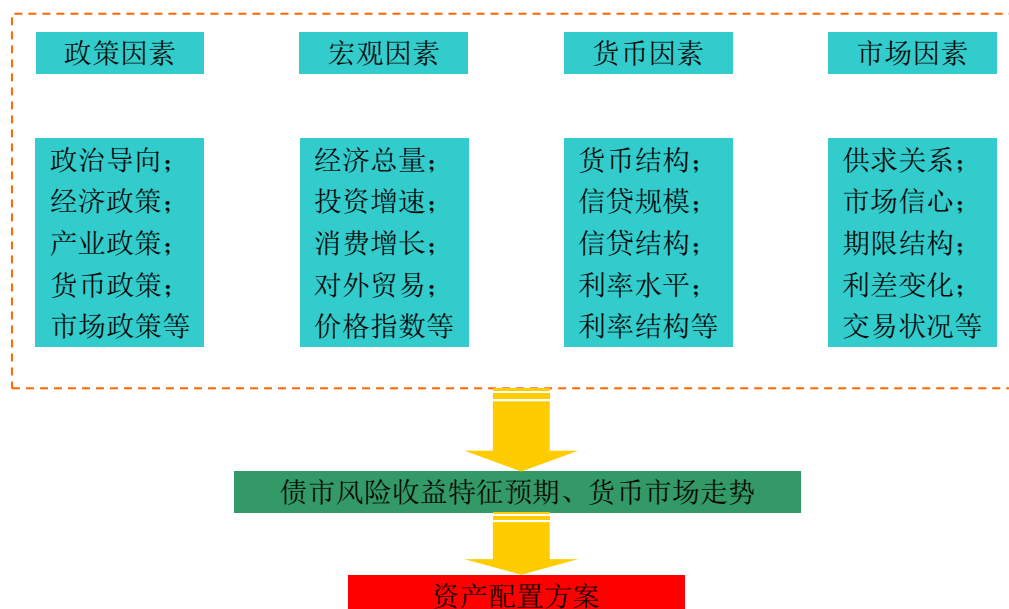 政策因素
宏观因素
货币因素
市场因素
政治导向；
经济政策；
产业政策；
货币政策；
市场政策等
经济总量；
投资增速；
消费增长；
对外贸易；
价格指数等
货币结构；
信贷规模；
信贷结构；
利率水平；
利率结构等
供求关系；
市场信心；
期限结构；
利差变化；
交易状况等
债市风险收益特征预期、货币市场走势
资产配置方案